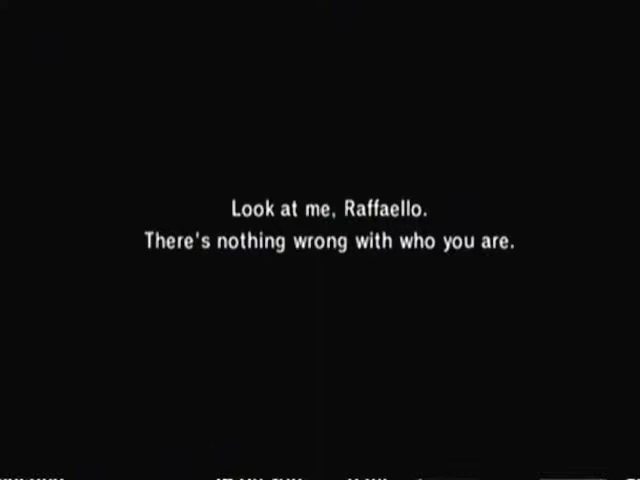 Look at me, Raffaello.
There's nothing wrong with who you are.